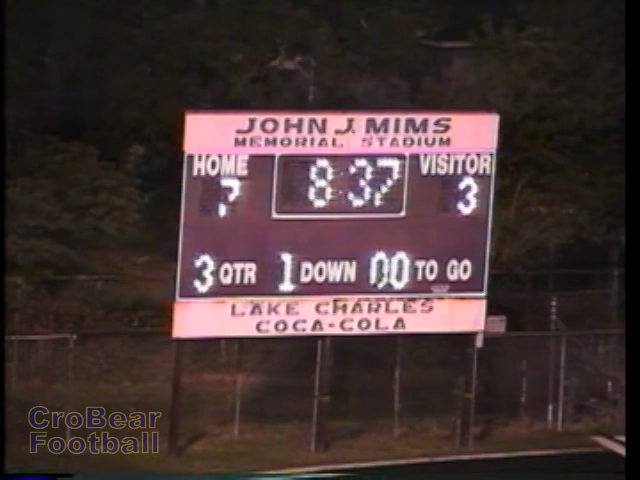 JOHN J. MIMS
MEMORIAL STADIUM
HOME 8:37 VISITOR
7 3
3 QTR 1 DOWN 00 TO GO
LAKE CHARLES
COCA-COLA
CroBear
Football